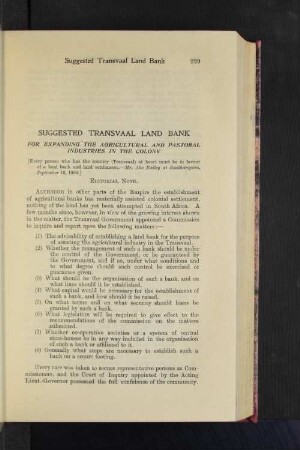 Suggested Transvaal Land Bank 229
SUGGESTED TRANSVAAL LAND BANK
FOR EXPANDING THE AGRICULTURAL AND PASTORAL
INDUSTRIES IN THE COLONY
[Every person who has the country (Transvaal) at heart must be in favour
of a land bank and land settlement.—Mr. Abe Bailey at
September 18, 1906.]
EDITORIAL NOTE.
ALTHOUGH in other parts of the Empire the establishment
of agricultural banks has materially assisted colonial settlement,
nothing of the kind has yet been attempted in South Africa. A
few months since, however, in view of the growing interest shown
in the matter, the Transvaal Government appointed a Commission
to inquire and report upon the following matters:—
(1) The advisability of establishing a land bank for the purpose
of assisting the agricultural industry in the Transvaal.
(2) Whether the management of such a bank should be under
the control of the Government, or be guaranteed by
the Government, and if so, under what conditions and
to what degree should such control be exercised or
guarantee given.
(3) What should be the organisation of such a bank, and on
what lines should it be established.
(4) What capital would be necessary for the establishment of
such a bank, and how should it be raised.
(5) On what terms and on what security should loans be
granted by such a bank.
(6) What legislation will be required to give effect to the
recommendations of the commission on the matters
submitted.
(7) Whether co-operative societies or a system of central
store-houses be in any way included in the organisation
of such a bank or affiliated to it.
(8) Generally what steps are necessary to establish such a
bank on a secure footing.
Every care was taken to secure representative persons as Com-
missioners, and the Court of Inquiry appointed by the Acting
Lieut.-Governor possessed the full confidence of the community.